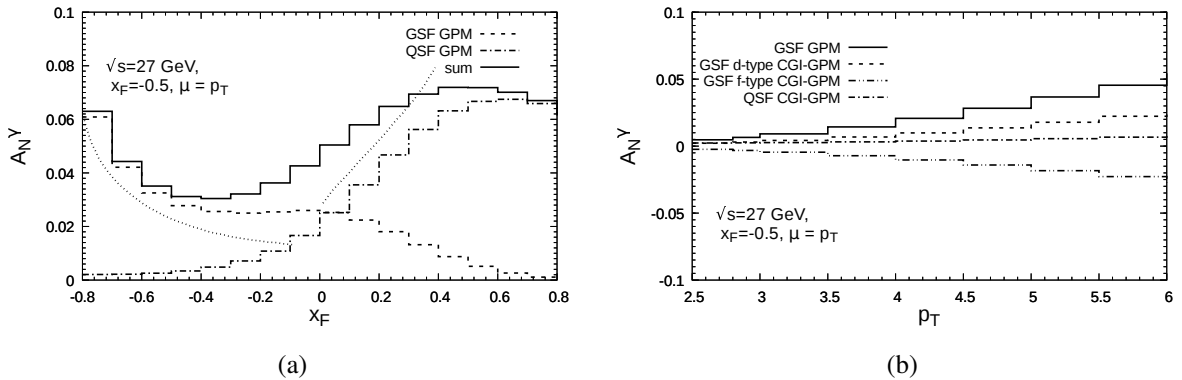 0.1
0.08
0.06
0.04
0.02
0
A_N^γ
√s=27 GeV,
x_F=-0.5, μ = p_T
GSF GPM
QSF GPM
sum
-0.8 -0.6 -0.4 -0.2 0 0.2 0.4 0.6 0.8
x_F
(a)
0.1
0.05
0
-0.05
-0.1
A_N^γ
GSF GPM
GSF d-type CGI-GPM
GSF f-type CGI-GPM
QSF CGI-GPM
√s=27 GeV,
x_F=-0.5, μ = p_T
2.5 3 3.5 4 4.5 5 5.5 6
p_T
(b)